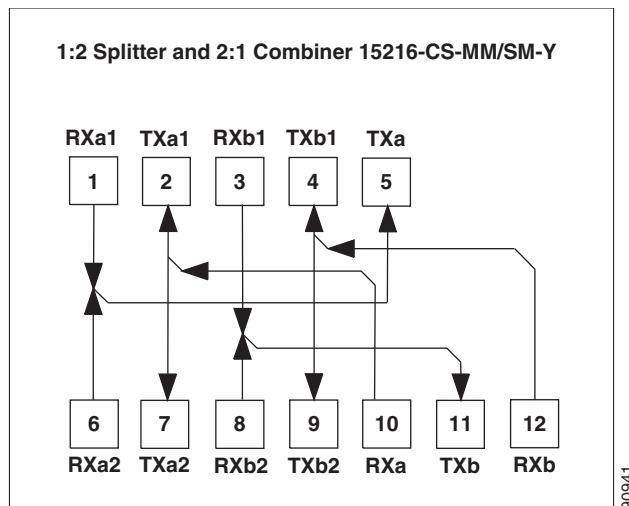 1:2 Splitter and 2:1 Combiner 15216-CS-MM/SM-Y
RXa1 TXa1 RXb1 TXb1 TXa
1 2 3 4 5
6 7 8 9 10 11 12
RXa2 TXa2 RXb2 TXb2 RXa TXb RXb
90941